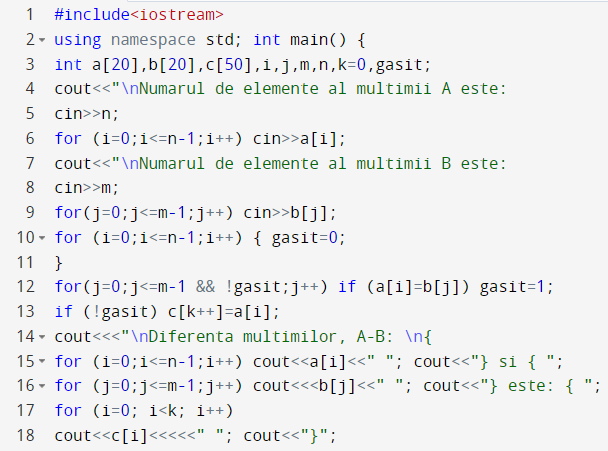 1 #include<iostream>
2 using namespace std; int main() {
3 int a[20],b[20],c[50],i,j,m,n,k=0,gasit;
4 cout<<"\nNumarul de elemente al multimii A este:
5 cin>>n;
6 for (i=0;i<=n-1;i++) cin>>a[i];
7 cout<<"\nNumarul de elemente al multimii B este:
8 cin>>m;
9 for(j=0;j<=m-1;j++) cin>>b[j];
10 for (i=0;i<=n-1;i++) { gasit=0;
11 }
12 for(j=0;j<=m-1 && !gasit;j++) if (a[i]=b[j]) gasit=1;
13 if (!gasit) c[k++]=a[i];
14 cout<<<"\nDiferenta multimilor, A-B: \n{
15 for (i=0;i<=n-1;i++) cout<<a[i]<<" "; cout<<"} si { ";
16 for (j=0;j<=m-1;j++) cout<<<b[j]<<" "; cout<<"} este: { ";
17 for (i=0; i<k; i++)
18 cout<<c[i]<<<<<" "; cout<<"}";